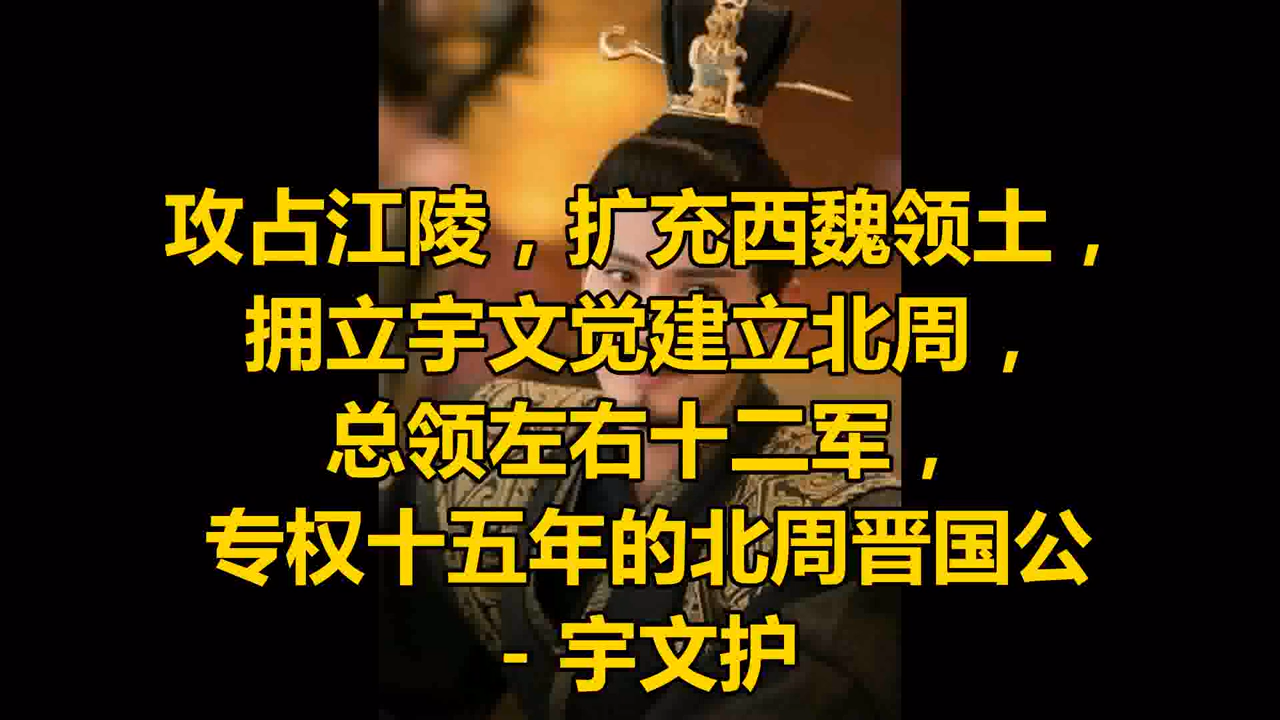 攻占江陵，扩充西魏领土，
拥立宇文觉建立北周，
总领左右十二军，
专权十五年的北周晋国公
- 宇文护